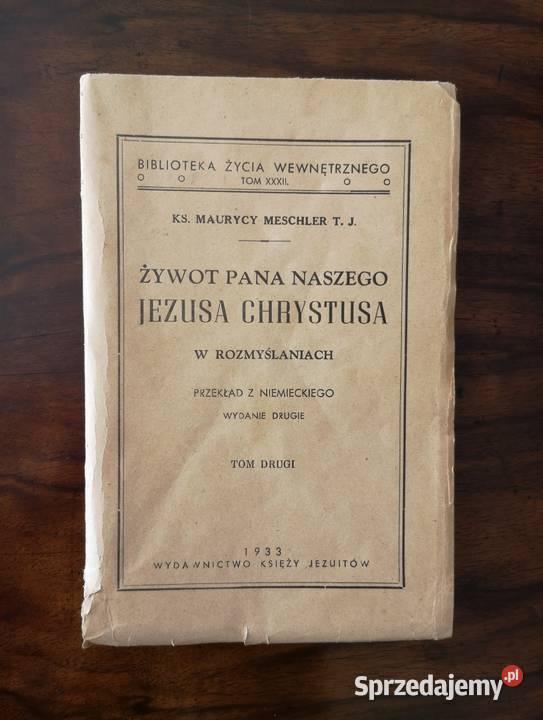 BIBLIOTEKA ŻYCIA WEWNĘTRZNEGO
TOM XXXII.
KS. MAURYCY MESCHLER T. J.
ŻYWOT PANA NASZEGO
JEZUSA CHRYSTUSA
W ROZMYŚLANIACH
PRZEKŁAD Z NIEMIECKIEGO
WYDANIE DRUGIE
TOM DRUGI
1933
WYDAWNICTWO KSIĘŻY JEZUITÓW
Sprzedajemy.pl